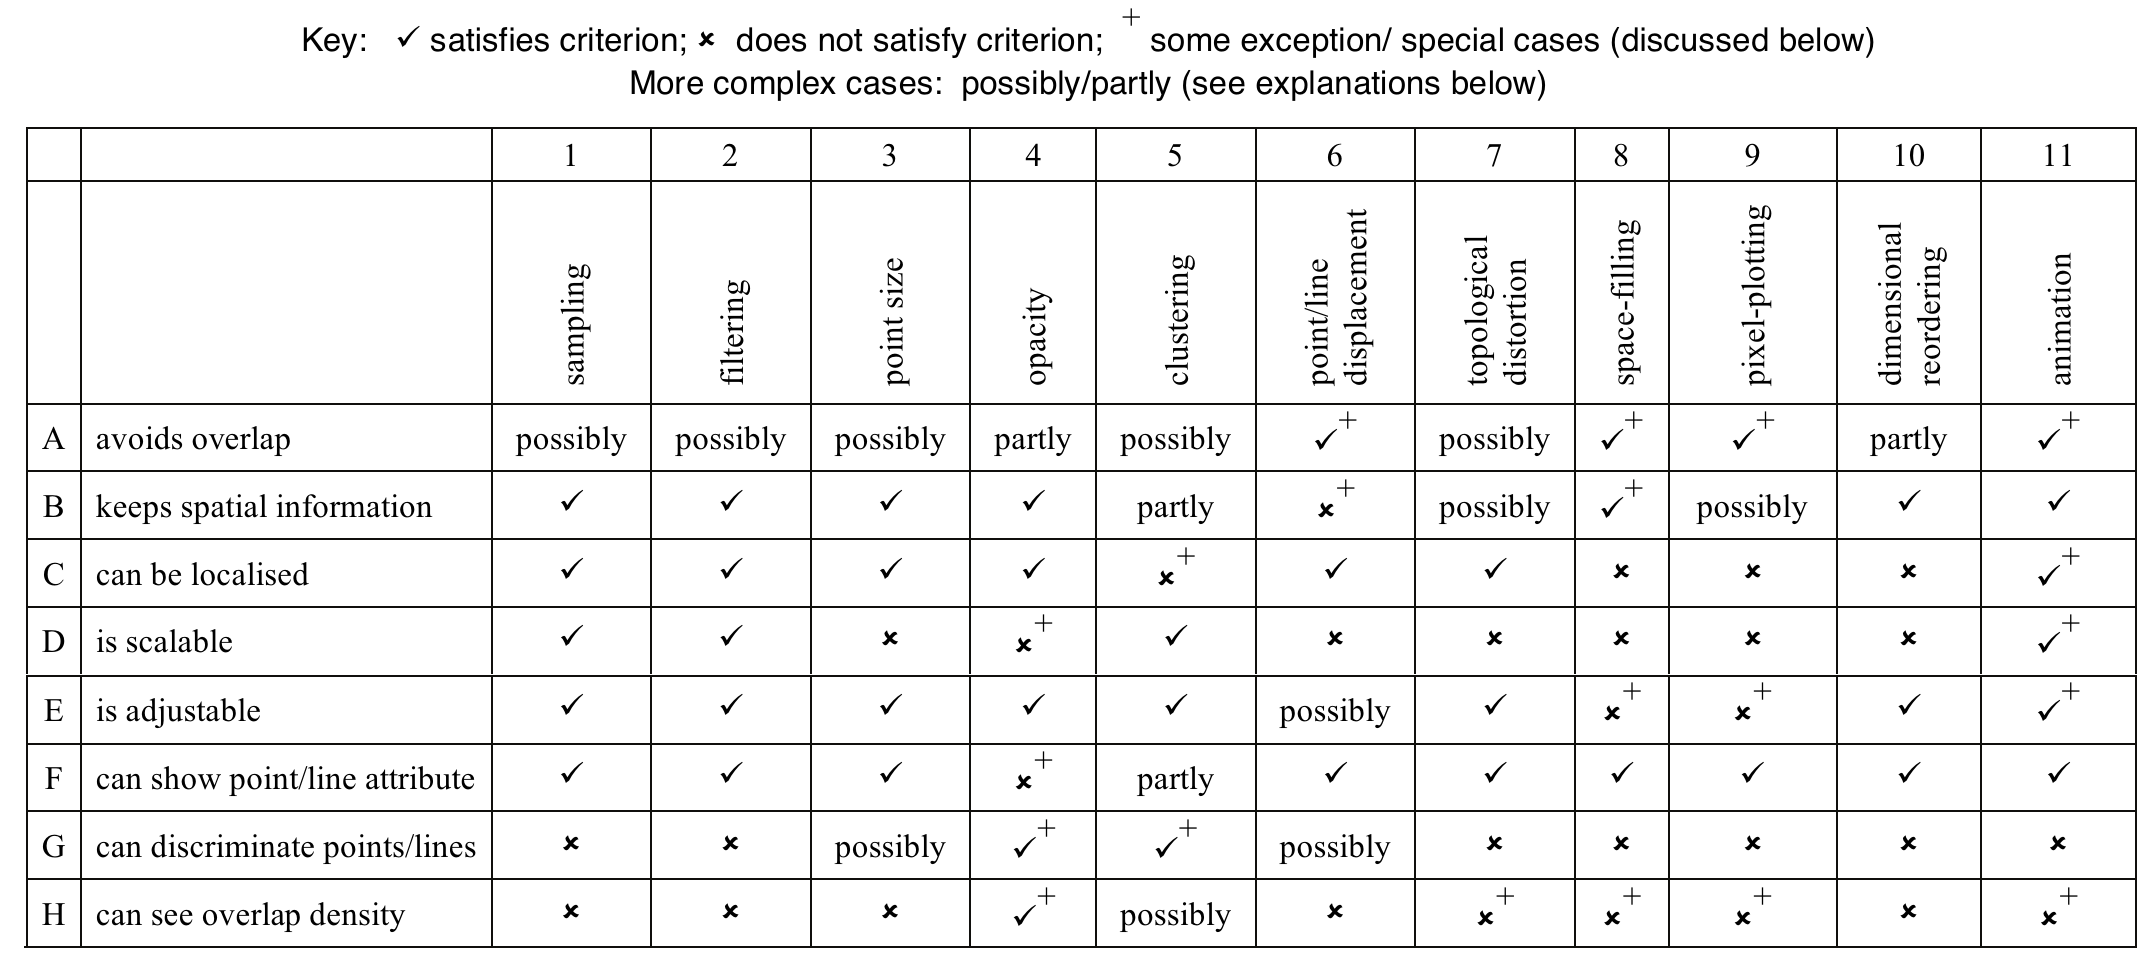 Key: ✓ satisfies criterion; ✘ does not satisfy criterion; + some exception/ special cases (discussed below)
More complex cases: possibly/partly (see explanations below)
1 2 3 4 5 6 7 8 9 10 11
sampling filtering point size opacity clustering point/line displacement topological distortion space-filling pixel-plotting dimensional reordering animation
A avoids overlap possibly possibly possibly partly possibly ✓+ possibly ✓+ ✓+ partly ✓+
B keeps spatial information ✓ ✓ ✓ ✓ partly ✘+ possibly ✓+ possibly ✓ ✓
C can be localised ✓ ✓ ✓ ✓ ✘+ ✓ ✓ ✘ ✘ ✘ ✓+
D is scalable ✓ ✓ ✘ ✘+ ✓ ✘ ✘ ✘ ✘ ✘ ✓+
E is adjustable ✓ ✓ ✓ ✓ ✓ possibly ✓ ✘+ ✘+ ✓ ✓+
F can show point/line attribute ✓ ✓ ✓ ✘+ partly ✓ ✓ ✓ ✓ ✓ ✓
G can discriminate points/lines ✘ ✘ possibly ✓+ ✓+ possibly ✘ ✘ ✘ ✘ ✘
H can see overlap density ✘ ✘ ✘ ✓+ possibly ✘ ✘+ ✘+ ✘+ ✘ ✘+